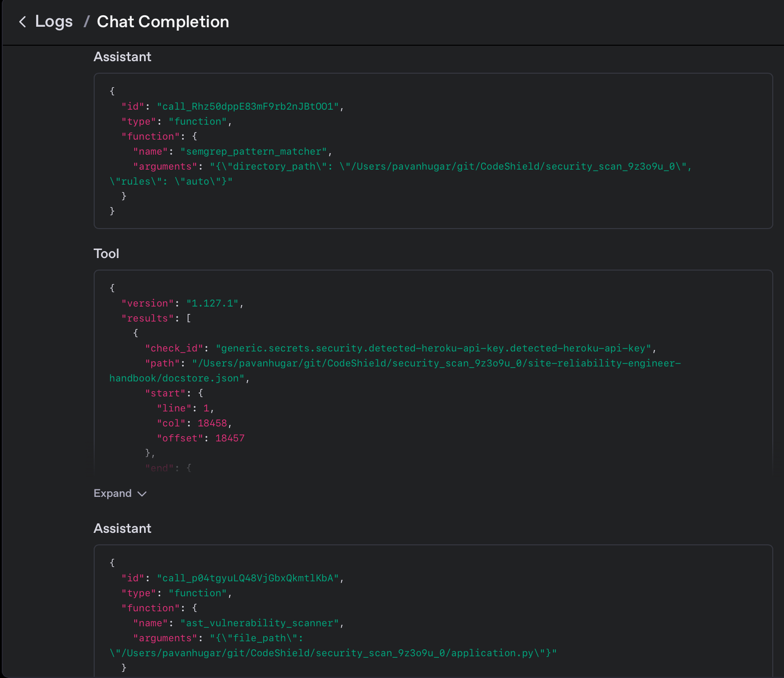 Logs / Chat Completion
Assistant
{
"id": "call_Rhz50dppE83mF9rb2nJBtOO1",
"type": "function",
"function": {
"name": "semgrep_pattern_matcher",
"arguments": "{\"directory_path\": \"/Users/pavanhugar/git/CodeShield/security_scan_9z3o9u_0\",
\"rules\": \"auto\"}"
}
}
Tool
{
"version": "1.127.1",
"results": [
{
"check_id": "generic.secrets.security.detected-heroku-api-key.detected-heroku-api-key",
"path": "/Users/pavanhugar/git/CodeShield/security_scan_9z3o9u_0/site-reliability-engineer-
handbook/docstore.json",
"start": {
"line": 1,
"col": 18458,
"offset": 18457
},
"end": {
Expand
Assistant
{
"id": "call_p04tgyuLQ48VjGbxQkmtlKbA",
"type": "function",
"function": {
"name": "ast_vulnerability_scanner",
"arguments": "{\"file_path\":
\"/Users/pavanhugar/git/CodeShield/security_scan_9z3o9u_0/application.py\"}"
}